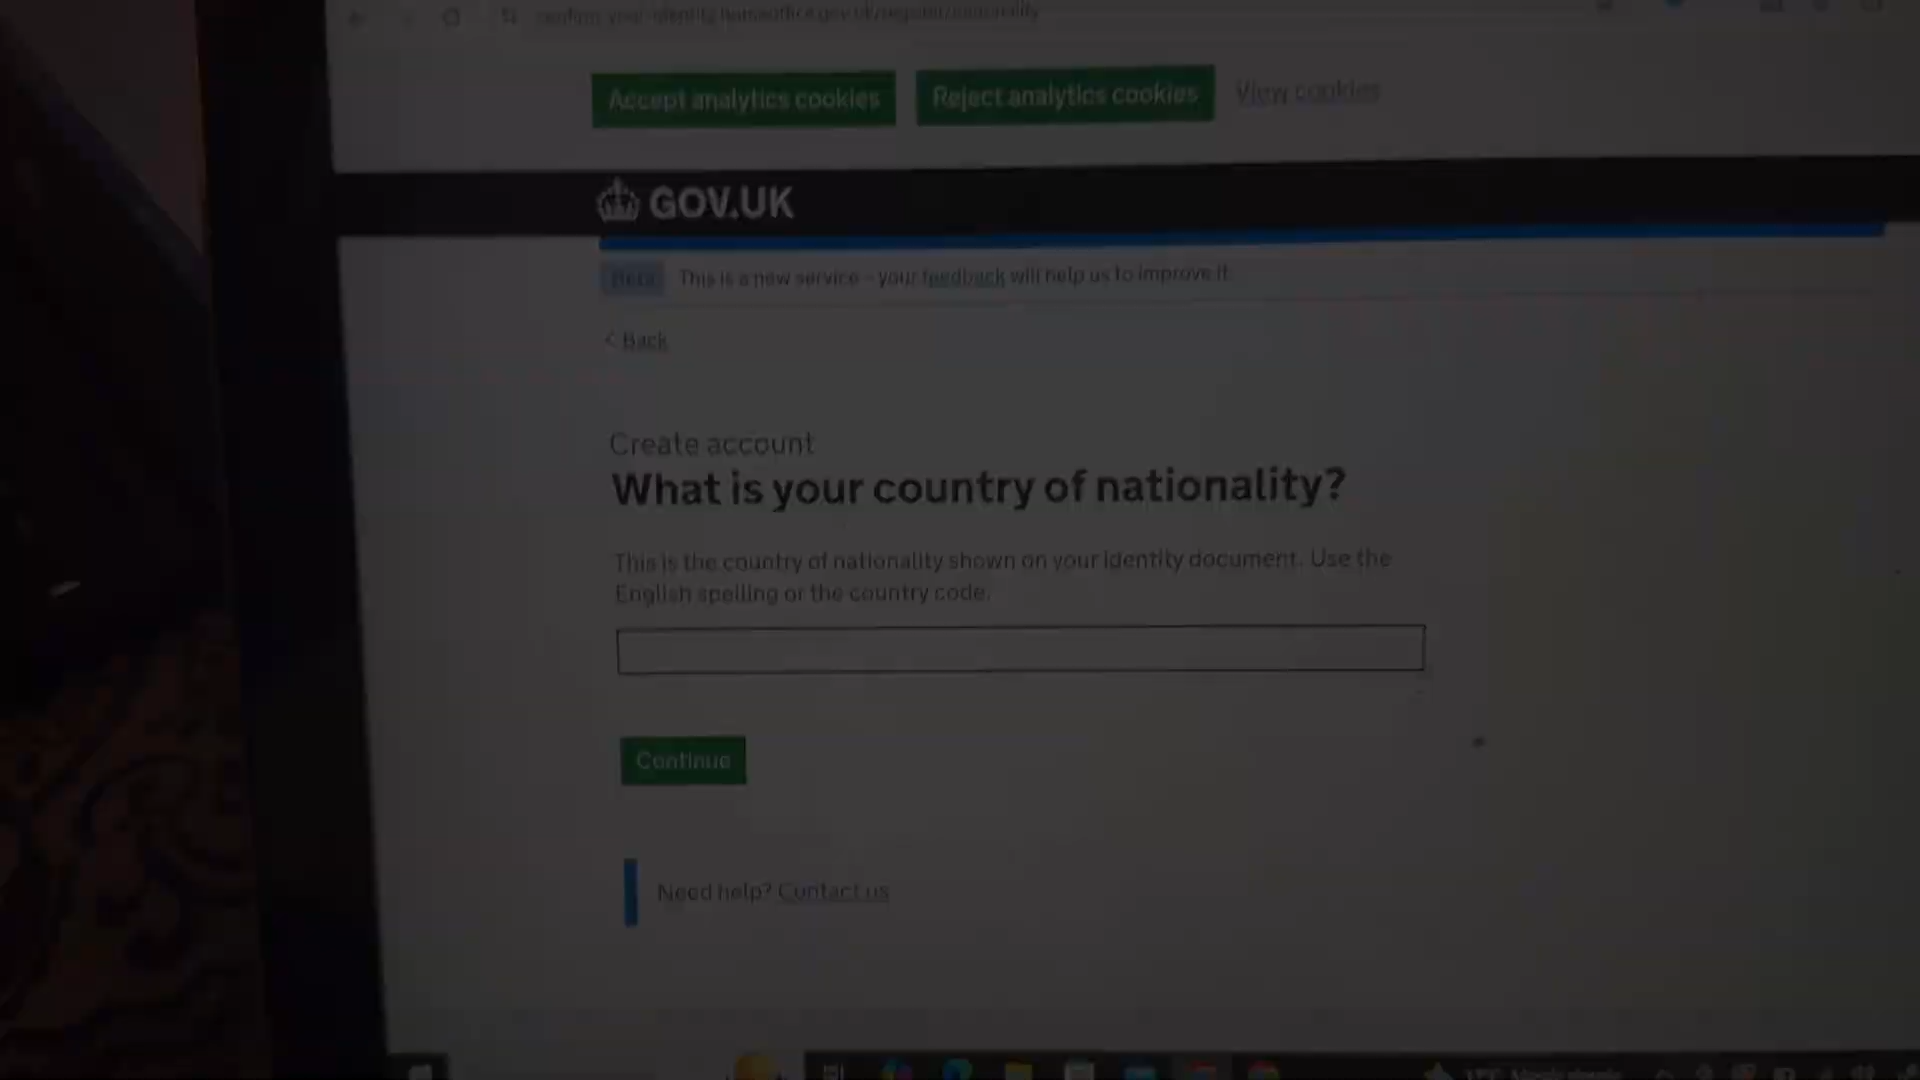 Accept analytics cookies Reject analytics cookies View cookies
GOV.UK
Beta This is a new service - your feedback will help us to improve it
< Back
Create account
What is your country of nationality?
This is the country of nationality shown on your identity document. Use the
English spelling or the country code.
Continue
Need help? Contact us